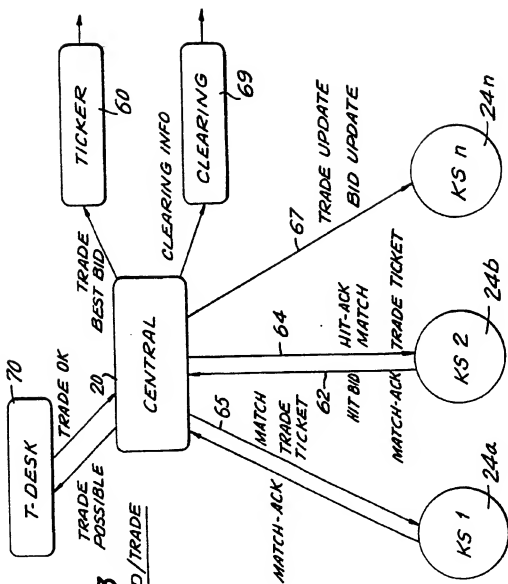 70
T-DESK
TRADE OK
TRADE
POSSIBLE
3
D/TRADE
TRADE
BEST BID
TICKER
60
CLEARING INFO
CLEARING
69
20
CENTRAL
65
MATCH
TRADE
TICKET
MATCH-ACK
62
HIT BID
64
HIT-ACK
MATCH
MATCH-ACK
TRADE TICKET
67
TRADE UPDATE
BID UPDATE
KS 1
24a
KS 2
24b
KS n
24n